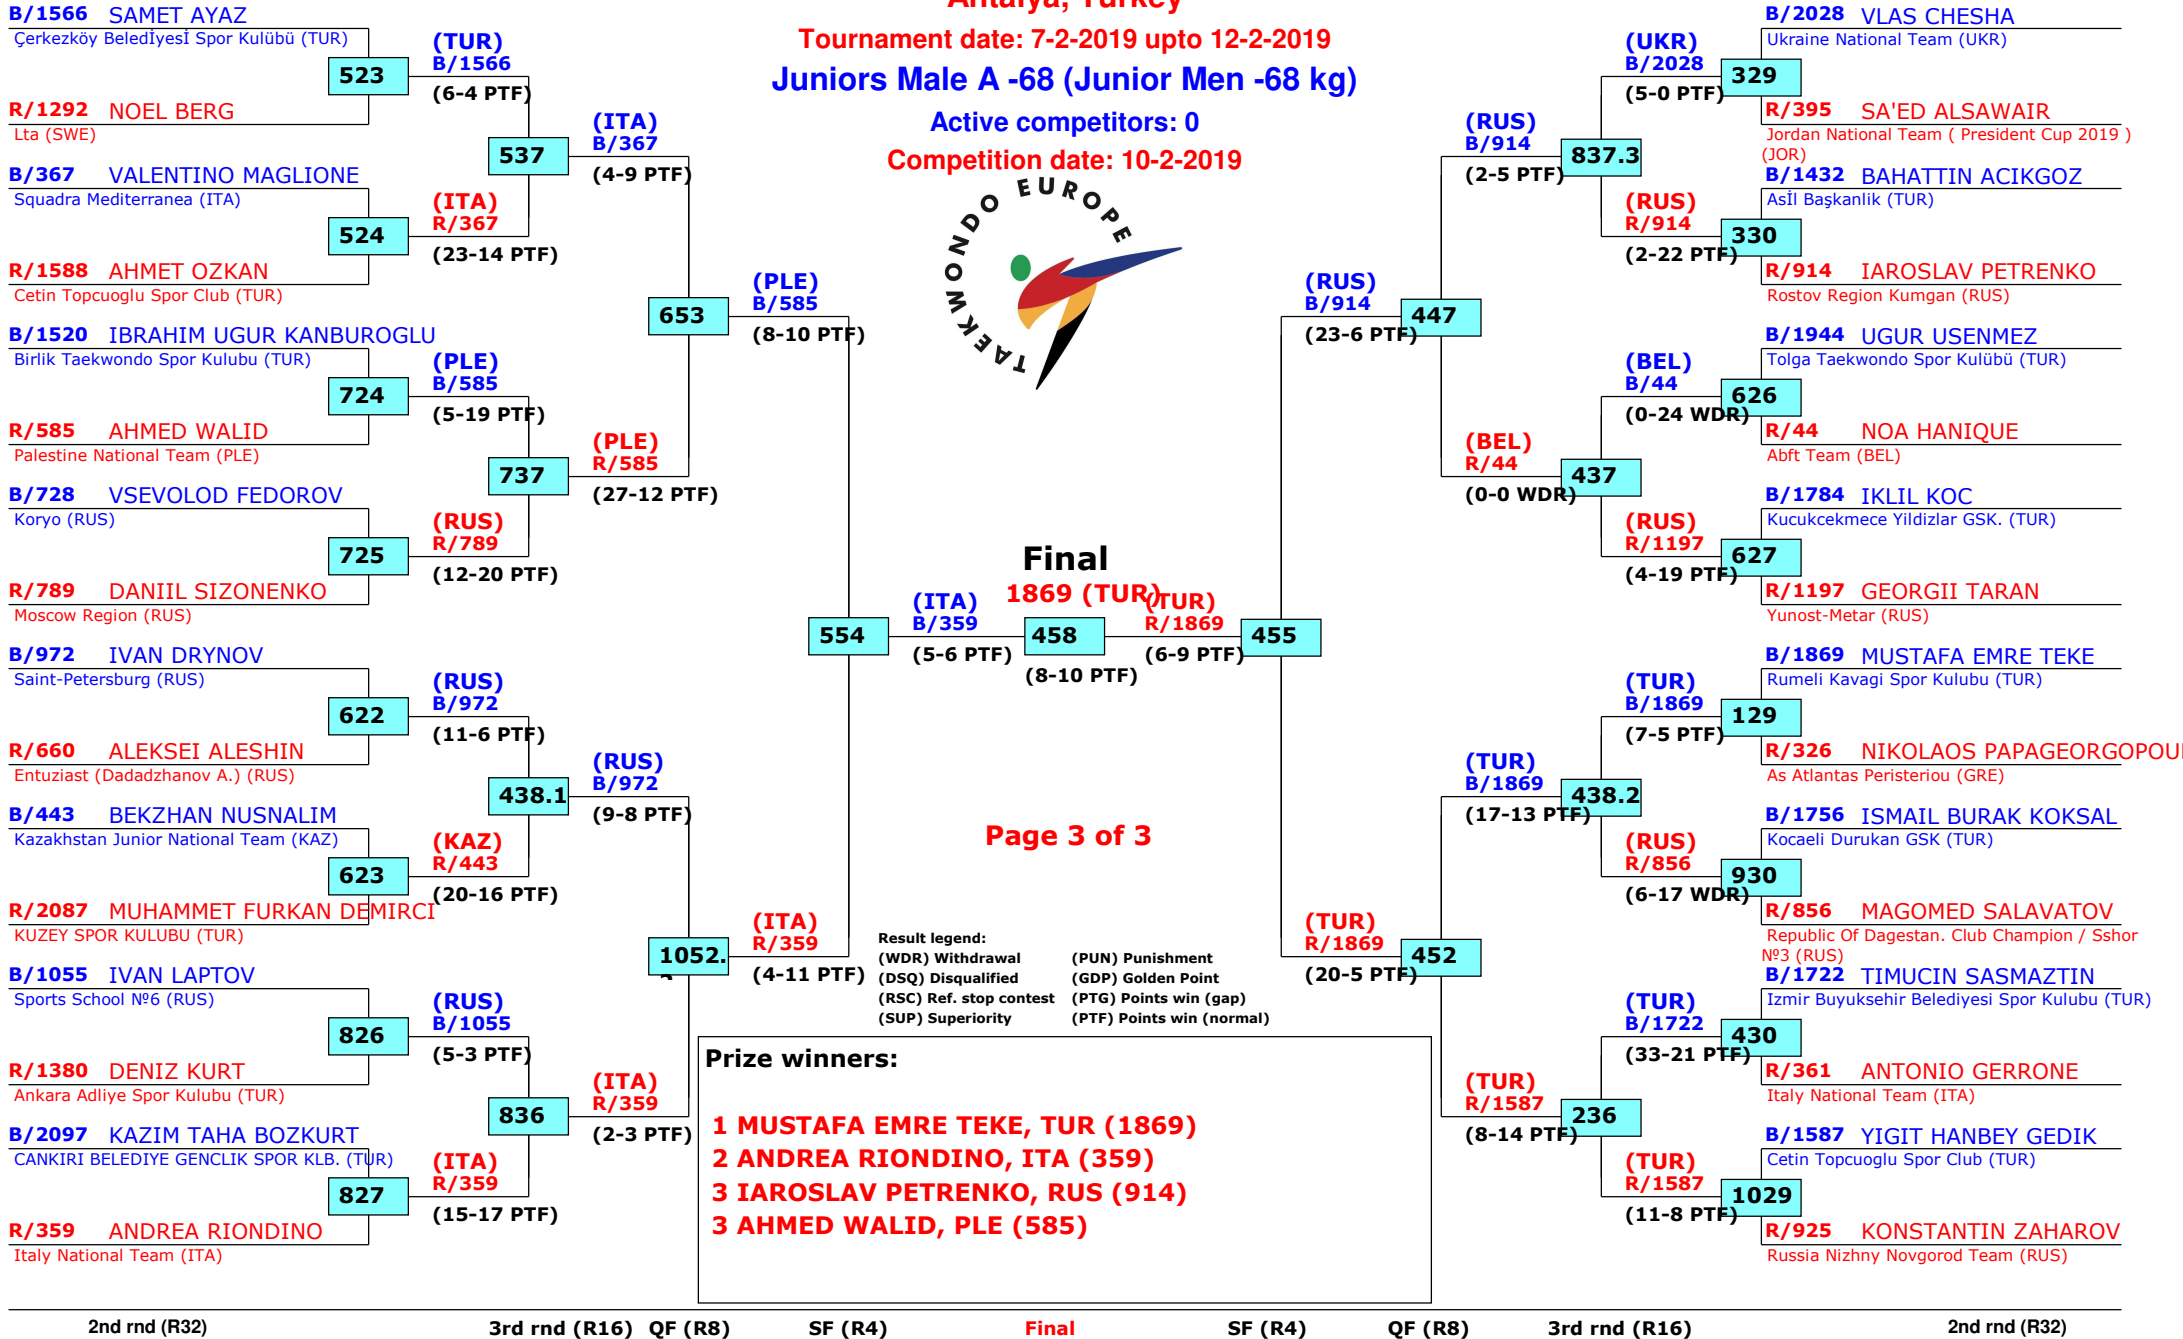 Antalya, Turkey
Tournament date: 7-2-2019 upto 12-2-2019
Juniors Male A -68 (Junior Men -68 kg)
Active competitors: 0
Competition date: 10-2-2019
TAEKWONDO EUROPE
B/1566 SAMET AYAZ
Çerkezköy Beledİyesİ Spor Kulübü (TUR)
523
R/1292 NOEL BERG
Lta (SWE)
B/367 VALENTINO MAGLIONE
Squadra Mediterranea (ITA)
524
R/1588 AHMET OZKAN
Cetin Topcuoglu Spor Club (TUR)
B/1520 IBRAHIM UGUR KANBUROGLU
Birlik Taekwondo Spor Kulubu (TUR)
724
R/585 AHMED WALID
Palestine National Team (PLE)
B/728 VSEVOLOD FEDOROV
Koryo (RUS)
725
R/789 DANIIL SIZONENKO
Moscow Region (RUS)
B/972 IVAN DRYNOV
Saint-Petersburg (RUS)
622
R/660 ALEKSEI ALESHIN
Entuziast (Dadadzhanov A.) (RUS)
B/443 BEKZHAN NUSNALIM
Kazakhstan Junior National Team (KAZ)
623
R/2087 MUHAMMET FURKAN DEMIRCI
KUZEY SPOR KULUBU (TUR)
B/1055 IVAN LAPTOV
Sports School №6 (RUS)
826
R/1380 DENIZ KURT
Ankara Adliye Spor Kulubu (TUR)
B/2097 KAZIM TAHA BOZKURT
CANKIRI BELEDIYE GENCLIK SPOR KLB. (TUR)
827
R/359 ANDREA RIONDINO
Italy National Team (ITA)
(TUR)
B/1566
(6-4 PTF)
537
(ITA)
R/367
(23-14 PTF)
(PLE)
B/585
(5-19 PTF)
737
(RUS)
R/789
(12-20 PTF)
(RUS)
B/972
(11-6 PTF)
438.1
(KAZ)
R/443
(20-16 PTF)
(RUS)
B/1055
(5-3 PTF)
836
(ITA)
R/359
(15-17 PTF)
(ITA)
B/367
(4-9 PTF)
653
(PLE)
R/585
(27-12 PTF)
(RUS)
B/972
(9-8 PTF)
1052.
(ITA)
R/359
(2-3 PTF)
(PLE)
B/585
(8-10 PTF)
554
(ITA)
R/359
(4-11 PTF)
(ITA)
B/359
(5-6 PTF)
Final
1869 (TUR)
458
(8-10 PTF)
(TUR)
R/1869
(6-9 PTF)
455
Page 3 of 3
(RUS)
B/914
(23-6 PTF)
447
(TUR)
R/1869
(20-5 PTF)
452
(RUS)
B/914
(2-5 PTF)
837.3
(BEL)
R/44
(0-0 WDR)
437
(TUR)
B/1869
(17-13 PTF)
438.2
(TUR)
R/1587
(8-14 PTF)
236
(UKR)
B/2028
(5-0 PTF)
329
(RUS)
R/914
(2-22 PTF)
330
(BEL)
B/44
(0-24 WDR)
626
(RUS)
R/1197
(4-19 PTF)
627
(TUR)
B/1869
(7-5 PTF)
129
(RUS)
R/856
(6-17 WDR)
930
(TUR)
B/1722
(33-21 PTF)
430
(TUR)
R/1587
(11-8 PTF)
1029
B/2028 VLAS CHESHA
Ukraine National Team (UKR)
R/395 SA'ED ALSAWAIR
Jordan National Team ( President Cup 2019 )
(JOR)
B/1432 BAHATTIN ACIKGOZ
Asİl Başkanlik (TUR)
R/914 IAROSLAV PETRENKO
Rostov Region Kumgan (RUS)
B/1944 UGUR USENMEZ
Tolga Taekwondo Spor Kulübü (TUR)
R/44 NOA HANIQUE
Abft Team (BEL)
B/1784 IKLIL KOC
Kucukcekmece Yildizlar GSK. (TUR)
R/1197 GEORGII TARAN
Yunost-Metar (RUS)
B/1869 MUSTAFA EMRE TEKE
Rumeli Kavagi Spor Kulubu (TUR)
R/326 NIKOLAOS
As Atlantas Peristeriou (GRE)
B/1756 ISMAIL BURAK KOKSAL
Kocaeli Durukan GSK (TUR)
R/856 MAGOMED SALAVATOV
Republic Of Dagestan. Club Champion / Sshor
№3 (RUS)
B/1722 TIMUCIN SASMAZTIN
Izmir Buyuksehir Belediyesi Spor Kulubu (TUR)
R/361 ANTONIO GERRONE
Italy National Team (ITA)
B/1587 YIGIT HANBEY GEDIK
Cetin Topcuoglu Spor Club (TUR)
R/925 KONSTANTIN ZAHAROV
Russia Nizhny Novgorod Team (RUS)
Result legend:
(WDR) Withdrawal (PUN) Punishment
(DSQ) Disqualified (GDP) Golden Point
(RSC) Ref. stop contest (PTG) Points win (gap)
(SUP) Superiority (PTF) Points win (normal)
Prize winners:
1 MUSTAFA EMRE TEKE, TUR (1869)
2 ANDREA RIONDINO, ITA (359)
3 IAROSLAV PETRENKO, RUS (914)
3 AHMED WALID, PLE (585)
2nd rnd (R32) 3rd rnd (R16) QF (R8) SF (R4) Final SF (R4) QF (R8) 3rd rnd (R16) 2nd rnd (R32)